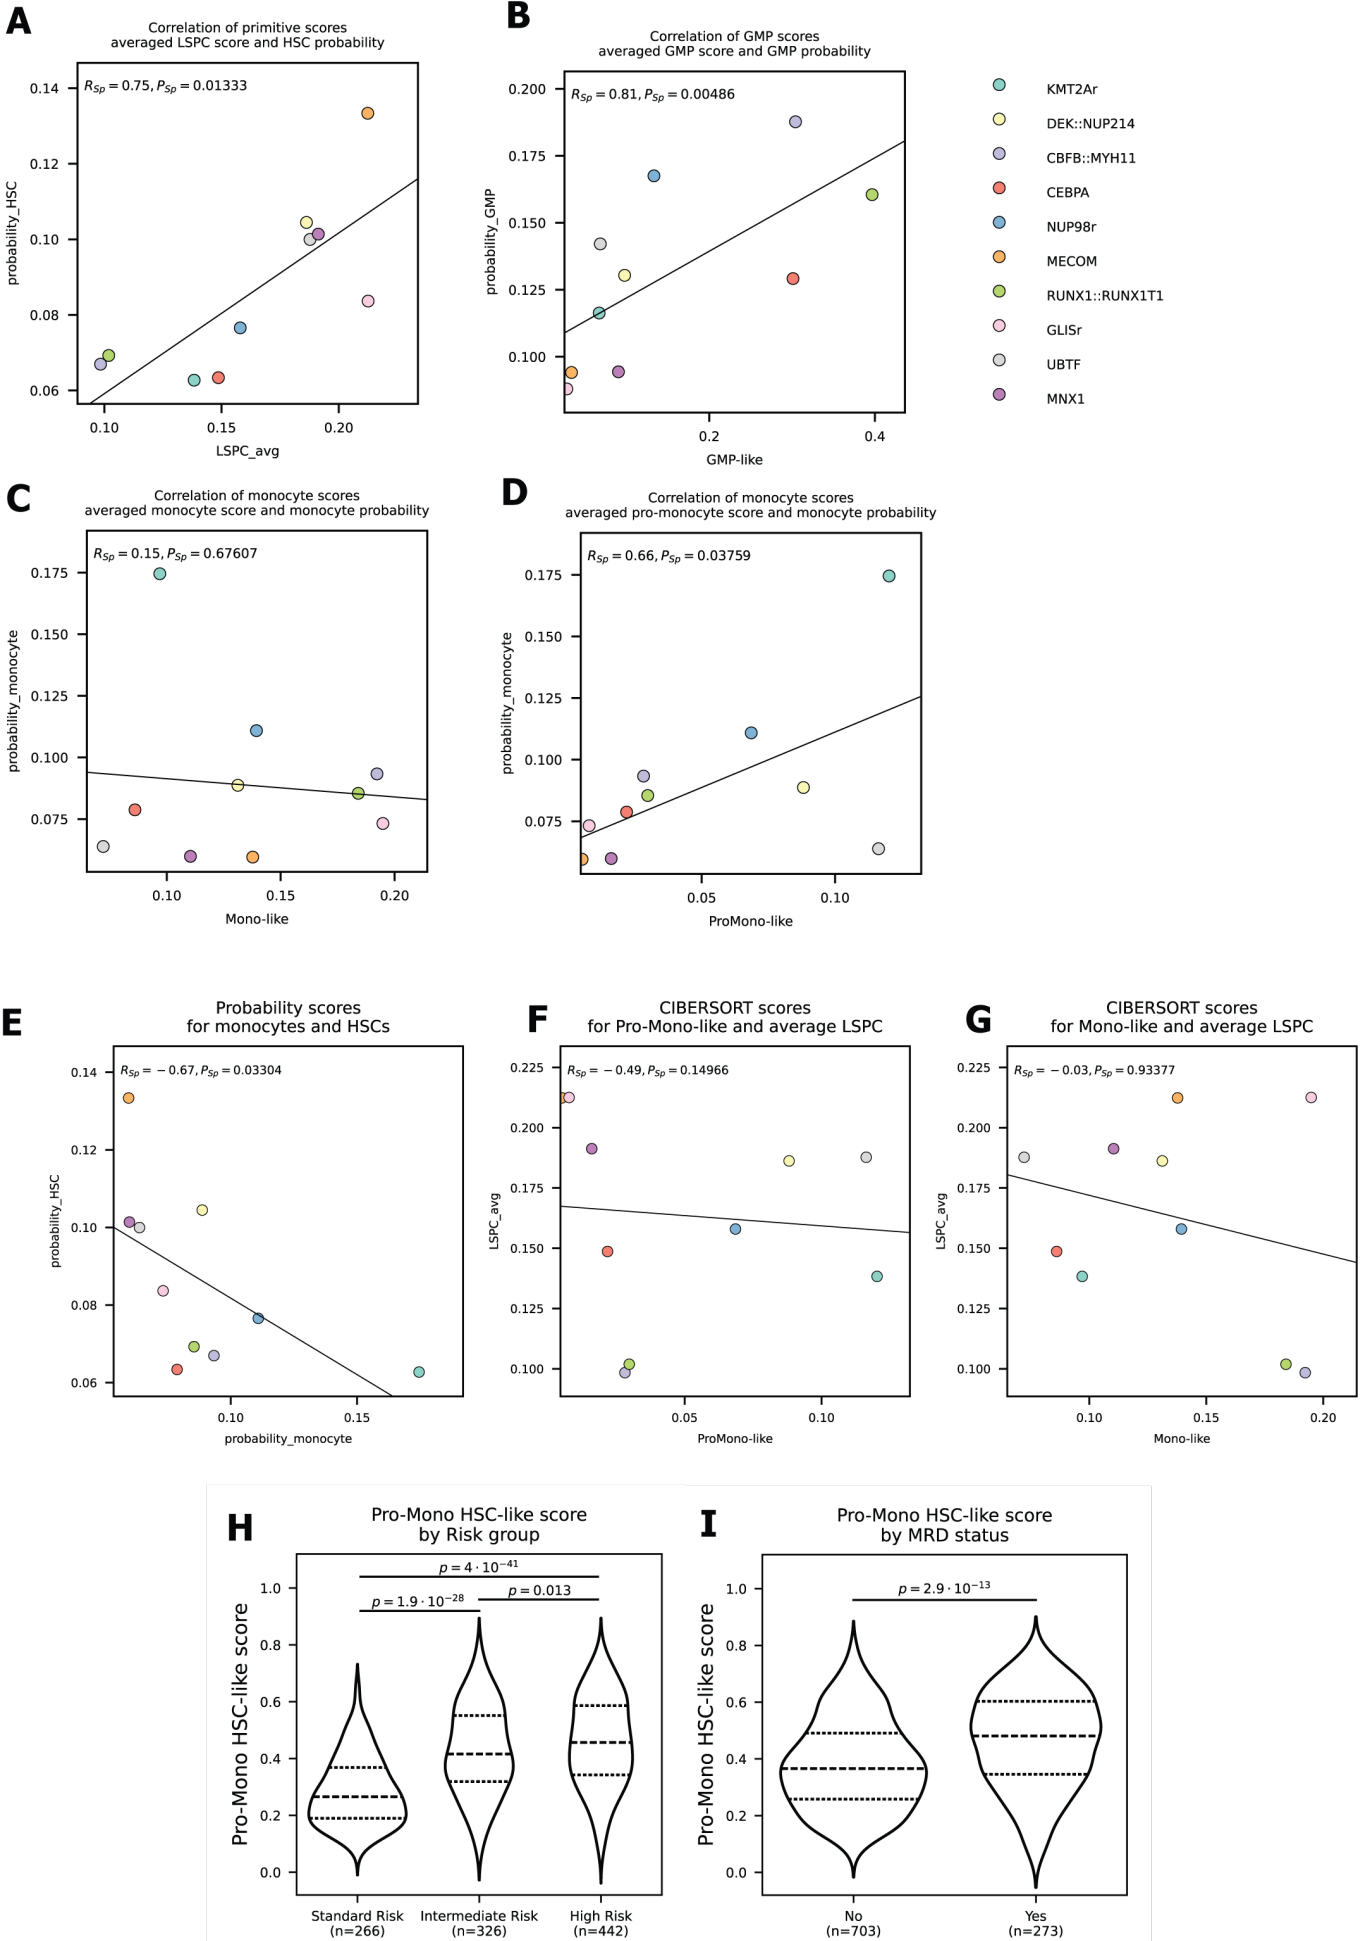 A
Correlation of primitive scores
averaged LSPC score and HSC probability
R_Sp = 0.75, P_Sp = 0.01333
0.14
0.12
0.10
0.08
0.06
probability_HSC
0.10
0.15
0.20
LSPC_avg
B
Correlation of GMP scores
averaged GMP score and GMP probability
R_Sp = 0.81, P_Sp = 0.00486
0.200
0.175
0.150
0.125
0.100
probability_GMP
0.2
0.4
GMP-like
KMT2Ar
DEK::NUP214
CBFB::MYH11
CEBPA
NUP98r
MECOM
RUNX1::RUNX1T1
GLISr
UBTF
MNX1
C
Correlation of monocyte scores
averaged monocyte score and monocyte probability
R_Sp = 0.15, P_Sp = 0.67607
0.175
0.150
0.125
0.100
0.075
probability_monocyte
0.10
0.15
0.20
Mono-like
D
Correlation of monocyte scores
averaged pro-monocyte score and monocyte probability
R_Sp = 0.66, P_Sp = 0.03759
0.175
0.150
0.125
0.100
0.075
probability_monocyte
0.05
0.10
ProMono-like
E
Probability scores
for monocytes and HSCs
R_Sp = −0.67, P_Sp = 0.03304
0.14
0.12
0.10
0.08
0.06
probability_HSC
0.10
0.15
probability_monocyte
F
CIBERSORT scores
for Pro-Mono-like and average LSPC
R_Sp = −0.49, P_Sp = 0.14966
0.225
0.200
0.175
0.150
0.125
0.100
LSPC_avg
0.05
0.10
ProMono-like
G
CIBERSORT scores
for Mono-like and average LSPC
R_Sp = −0.03, P_Sp = 0.93377
0.225
0.200
0.175
0.150
0.125
0.100
LSPC_avg
0.10
0.15
0.20
Mono-like
H
Pro-Mono HSC-like score
by Risk group
p = 4 · 10⁻⁴¹
p = 1.9 · 10⁻²⁸
p = 0.013
1.0
0.8
0.6
0.4
0.2
0.0
Pro-Mono HSC-like score
Standard Risk
(n=266)
Intermediate Risk
(n=326)
High Risk
(n=442)
I
Pro-Mono HSC-like score
by MRD status
p = 2.9 · 10⁻¹³
1.0
0.8
0.6
0.4
0.2
0.0
Pro-Mono HSC-like score
No
(n=703)
Yes
(n=273)